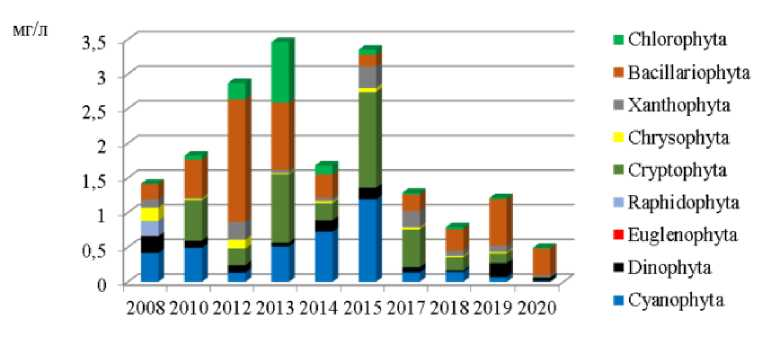 мг/л
3,5
3
2,5
2
1,5
1
0,5
0
2008 2010 2012 2013 2014 2015 2017 2018 2019 2020
Chlorophyta
Bacillariophyta
Xanthophyta
Chrysophyta
Cryptophyta
Raphidophyta
Euglenophyta
Dinophyta
Cyanophyta